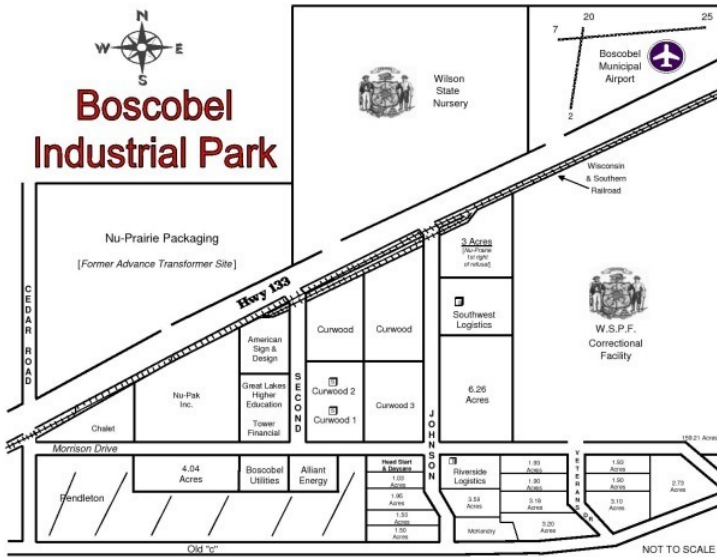 N
W E
S
Boscobel
Industrial Park
Wilson
State
Nursery
20
25
7
Boscobel
Municipal
Airport
2
Wisconsin
& Southern
Railroad
Nu-Prairie Packaging
[Former Advance Transformer Site]
Hwy 133
CEDAR ROAD
3 Acres
[Nu-Prairie
1st right
of refusal]
Southwest
Logistics
W.S.P.F.
Correctional
Facility
American
Sign &
Design
Curwood
Curwood
Nu-Pak
Inc.
Great Lakes
Higher
Education
Tower
Financial
SECOND
S
Curwood 2
S
Curwood 1
Curwood 3
JOHNSON
6.26
Acres
Chalet
Morrison Drive
159.21 Acres
Pendleton
4.04
Acres
Boscobel
Utilities
Alliant
Energy
Head Start
& Daycare
1.03
Acres
1.96
Acres
1.50
Acres
1.50
Acres
Riverside
Logistics
3.59
Acres
McKendry
1.93
Acres
1.90
Acres
3.16
Acres
3.20
Acres
VETERANS DR
1.93
Acres
1.90
Acres
3.10
Acres
2.73
Acres
Old "c"
NOT TO SCALE